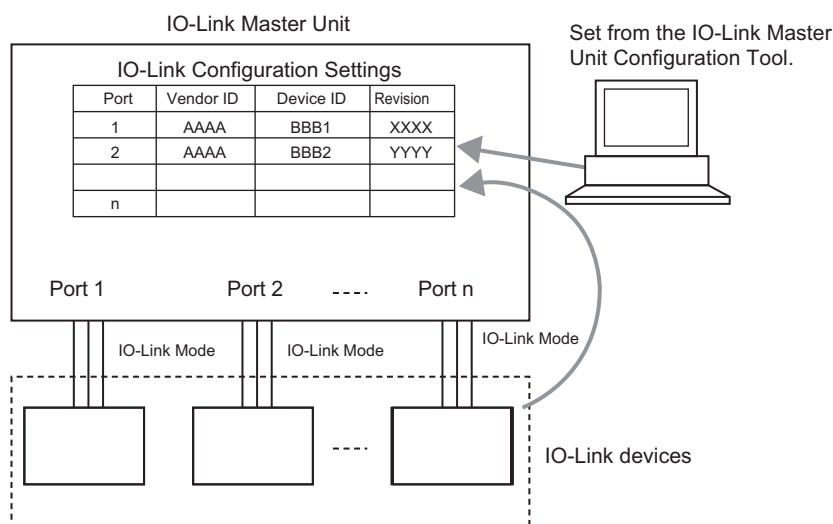 IO-Link Master Unit
Set from the IO-Link Master
Unit Configuration Tool.
IO-Link Configuration Settings
Port Vendor ID Device ID Revision
1 AAAA BBB1 XXXX
2 AAAA BBB2 YYYY
n
Port 1 Port 2 Port n
IO-Link Mode IO-Link Mode IO-Link Mode
IO-Link devices